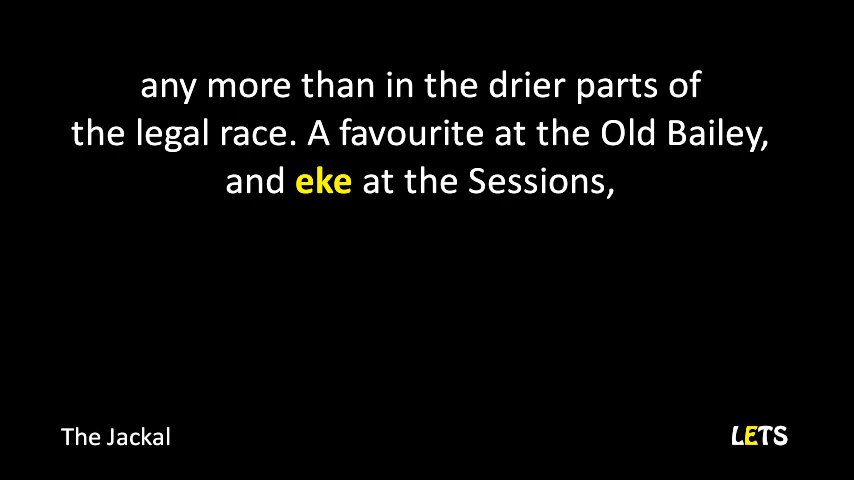 any more than in the drier parts of
the legal race. A favourite at the Old Bailey,
and eke at the Sessions,
The Jackal
LETS